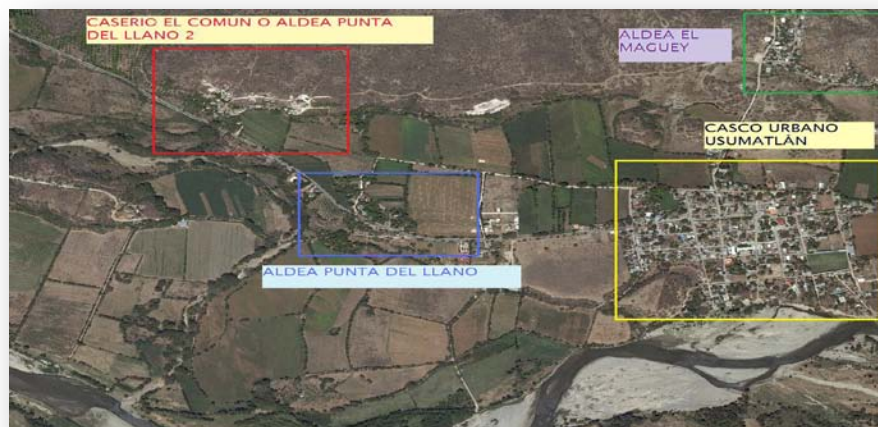 CASERIO EL COMUN O ALDEA PUNTA
DEL LLANO 2
ALDEA EL
MAGUEY
CASCO URBANO
USUMATLÁN
ALDEA PUNTA DEL LLANO